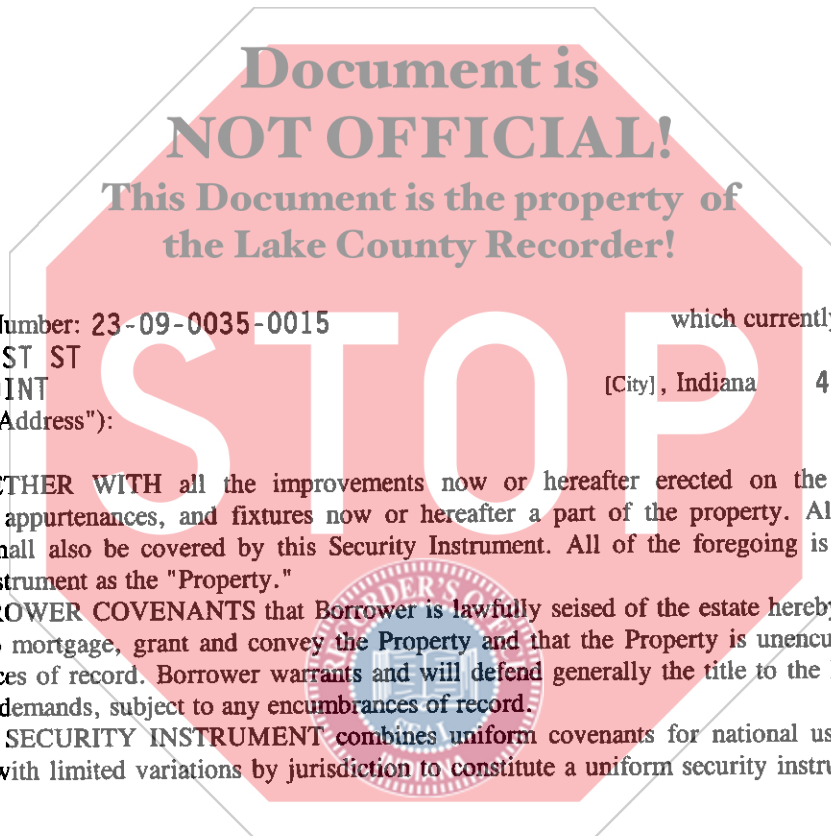 Document is
NOT OFFICIAL!
This Document is the property of
the Lake County Recorder!
STOP
Number: 23-09-0035-0015 which currently
ST ST
INT [City], Indiana 4
Address"):
ETHER WITH all the improvements now or hereafter erected on the
appurtenances, and fixtures now or hereafter a part of the property. Al
hall also be covered by this Security Instrument. All of the foregoing is
strument as the "Property."
ROWER COVENANTS that Borrower is lawfully seised of the estate hereby
mortgage, grant and convey the Property and that the Property is unencu
ces of record. Borrower warrants and will defend generally the title to the
demands, subject to any encumbrances of record.
SECURITY INSTRUMENT combines uniform covenants for national us
with limited variations by jurisdiction to constitute a uniform security instru
RECORDER'S OFFICE
SEAL
INDIANA